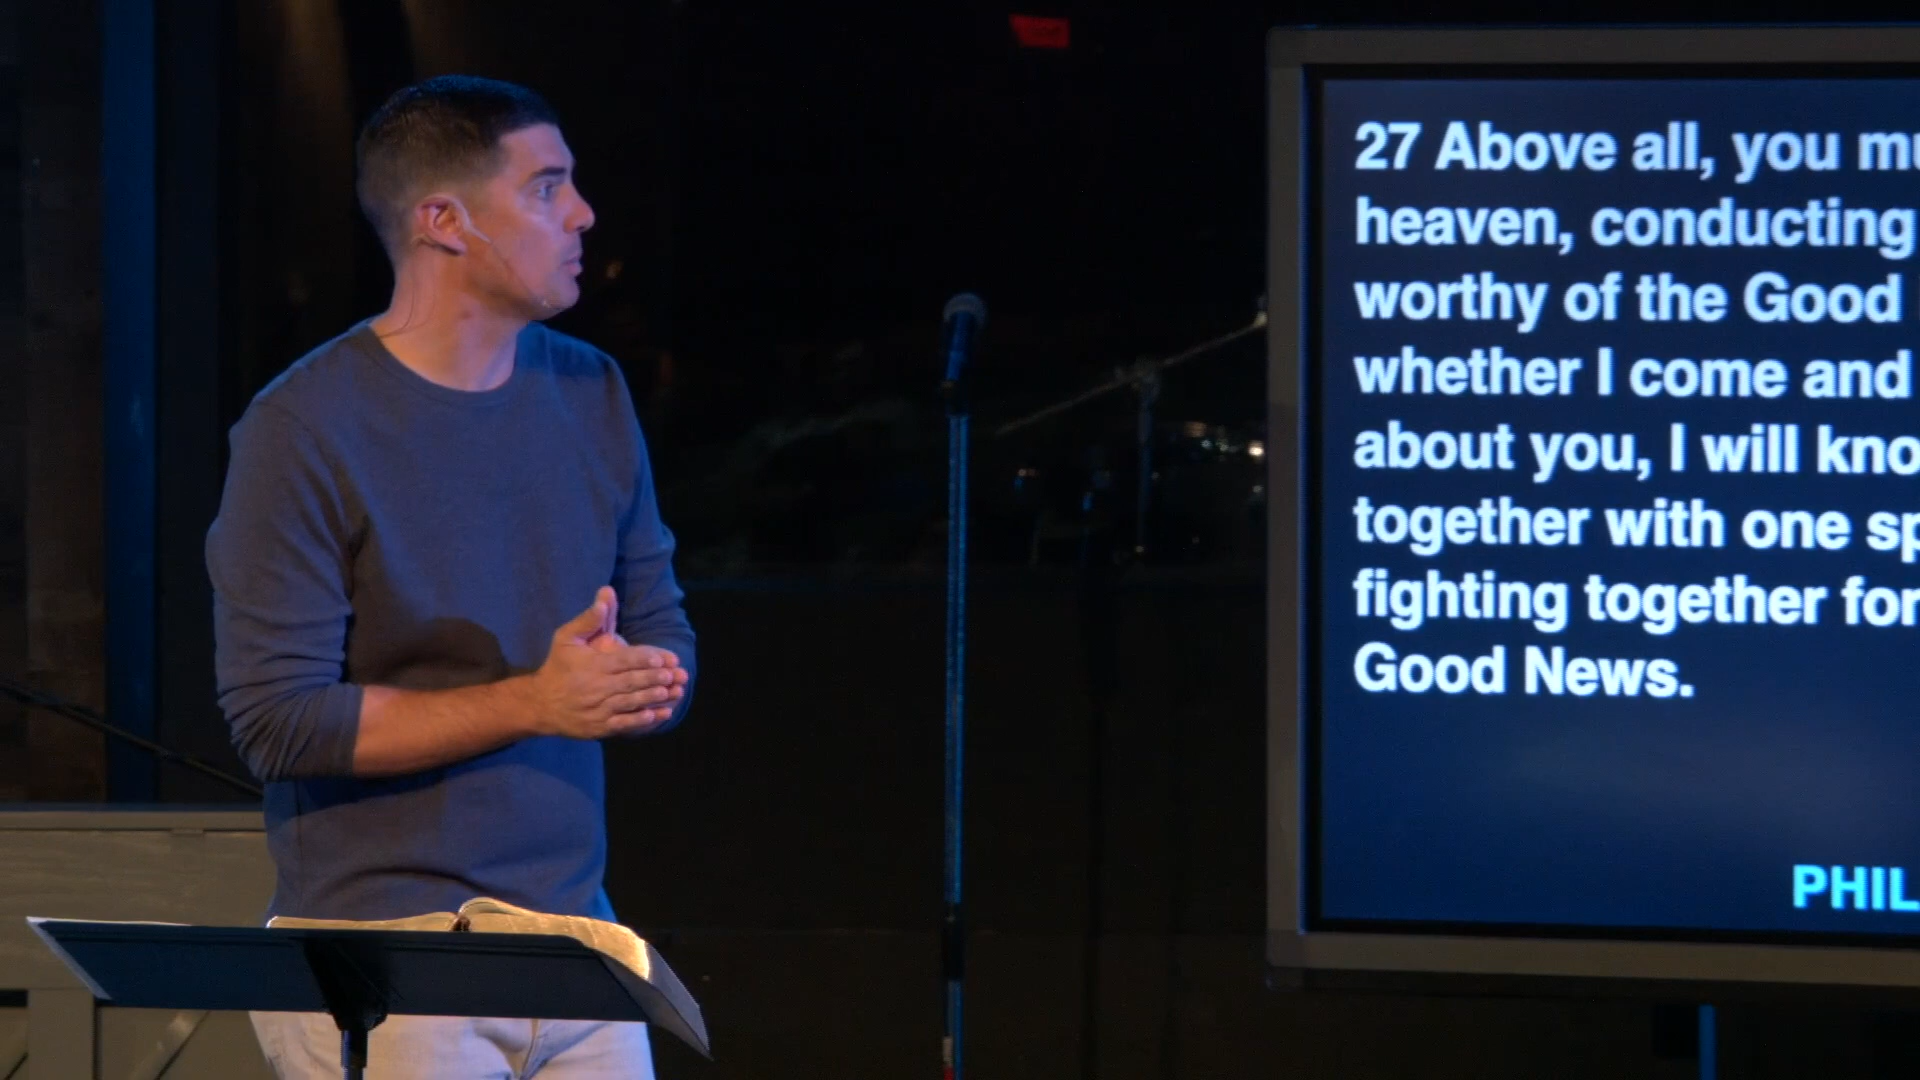 27 Above all, you mu
heaven, conducting
worthy of the Good
whether I come and
about you, I will kno
together with one sp
fighting together for
Good News.
PHIL